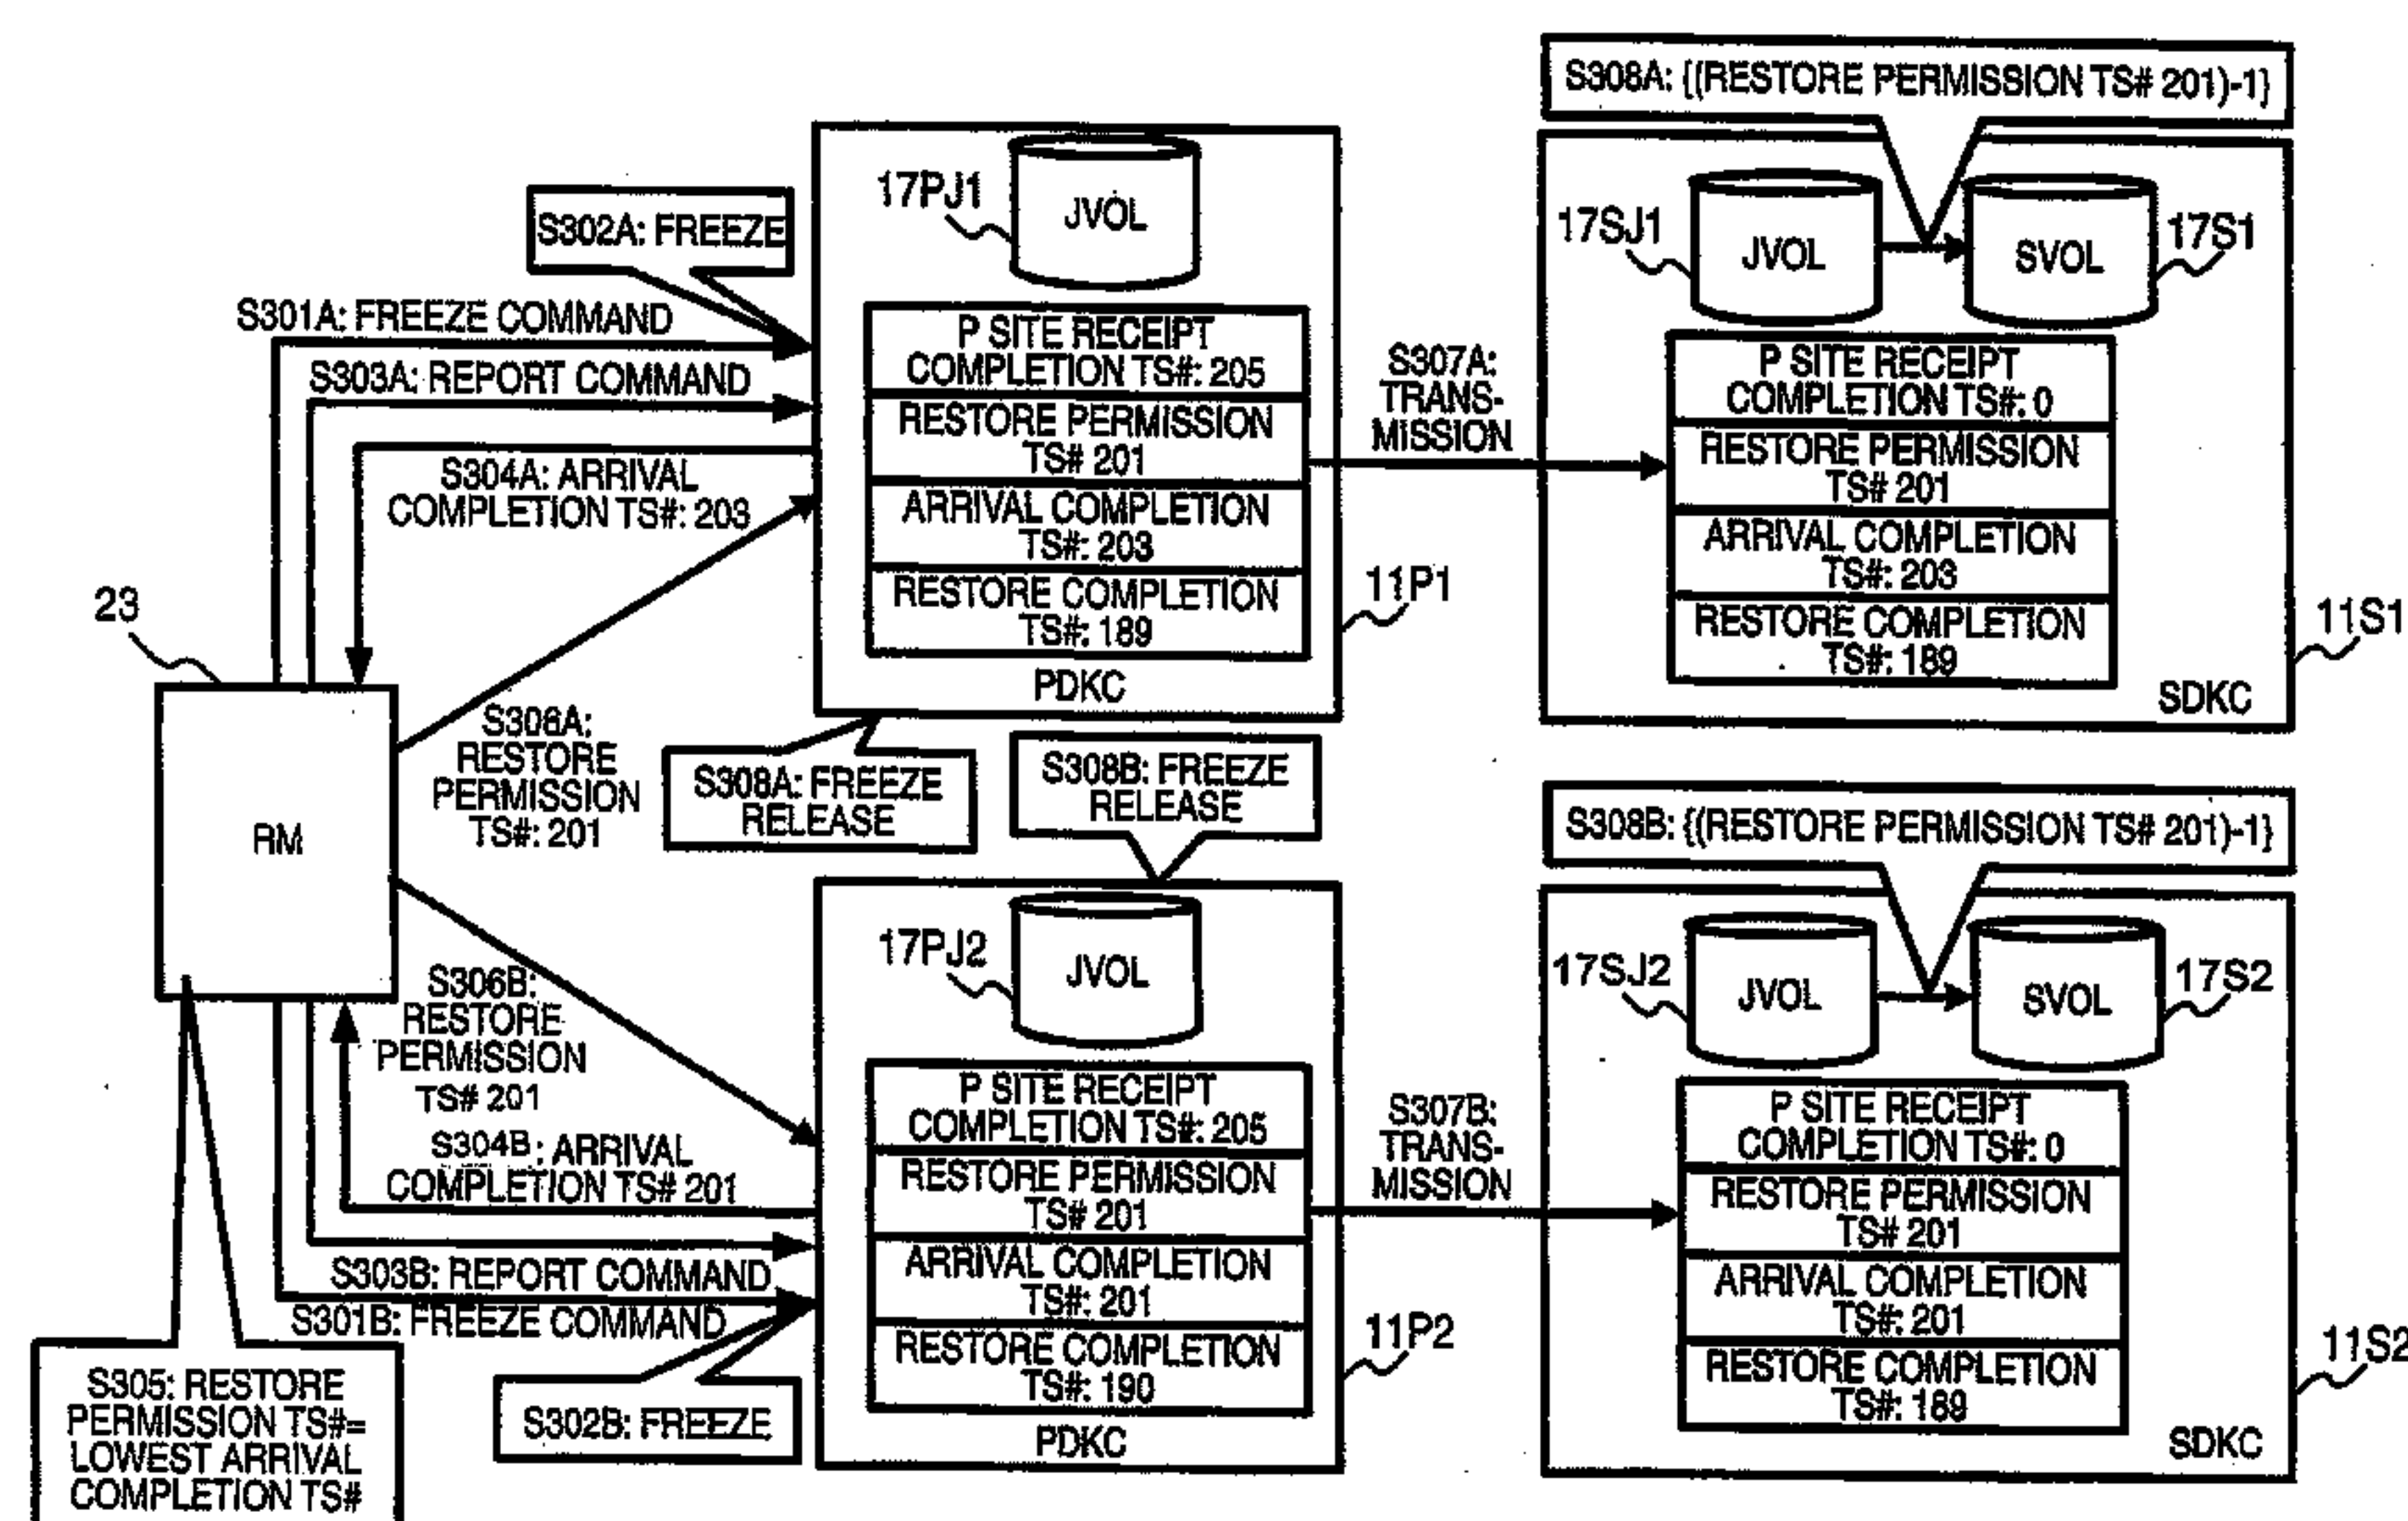 S308A: {(RESTORE PERMISSION TS# 201)-1}
17PJ1
JVOL
S302A: FREEZE
17SJ1
JVOL
SVOL
17S1
S301A: FREEZE COMMAND
S303A: REPORT COMMAND
S304A: ARRIVAL
COMPLETION TS#: 203
P SITE RECEIPT
COMPLETION TS#: 205
RESTORE PERMISSION
TS# 201
ARRIVAL COMPLETION
TS#: 203
RESTORE COMPLETION
TS#: 189
PDKC
11P1
S307A:
TRANS-
MISSION
P SITE RECEIPT
COMPLETION TS#: 0
RESTORE PERMISSION
TS# 201
ARRIVAL COMPLETION
TS#: 203
RESTORE COMPLETION
TS#: 189
SDKC
11S1
23
RM
S306A:
RESTORE
PERMISSION
TS#: 201
S308A: FREEZE
RELEASE
S308B: FREEZE
RELEASE
S308B: {(RESTORE PERMISSION TS# 201)-1}
17PJ2
JVOL
17SJ2
JVOL
SVOL
17S2
S306B:
RESTORE
PERMISSION
TS# 201
S304B: ARRIVAL
COMPLETION TS# 201
S303B: REPORT COMMAND
S301B: FREEZE COMMAND
S302B: FREEZE
P SITE RECEIPT
COMPLETION TS#: 205
RESTORE PERMISSION
TS# 201
ARRIVAL COMPLETION
TS#: 201
RESTORE COMPLETION
TS#: 190
PDKC
11P2
S307B:
TRANS-
MISSION
P SITE RECEIPT
COMPLETION TS#: 0
RESTORE PERMISSION
TS# 201
ARRIVAL COMPLETION
TS#: 201
RESTORE COMPLETION
TS#: 189
SDKC
11S2
S305: RESTORE
PERMISSION TS#=
LOWEST ARRIVAL
COMPLETION TS#